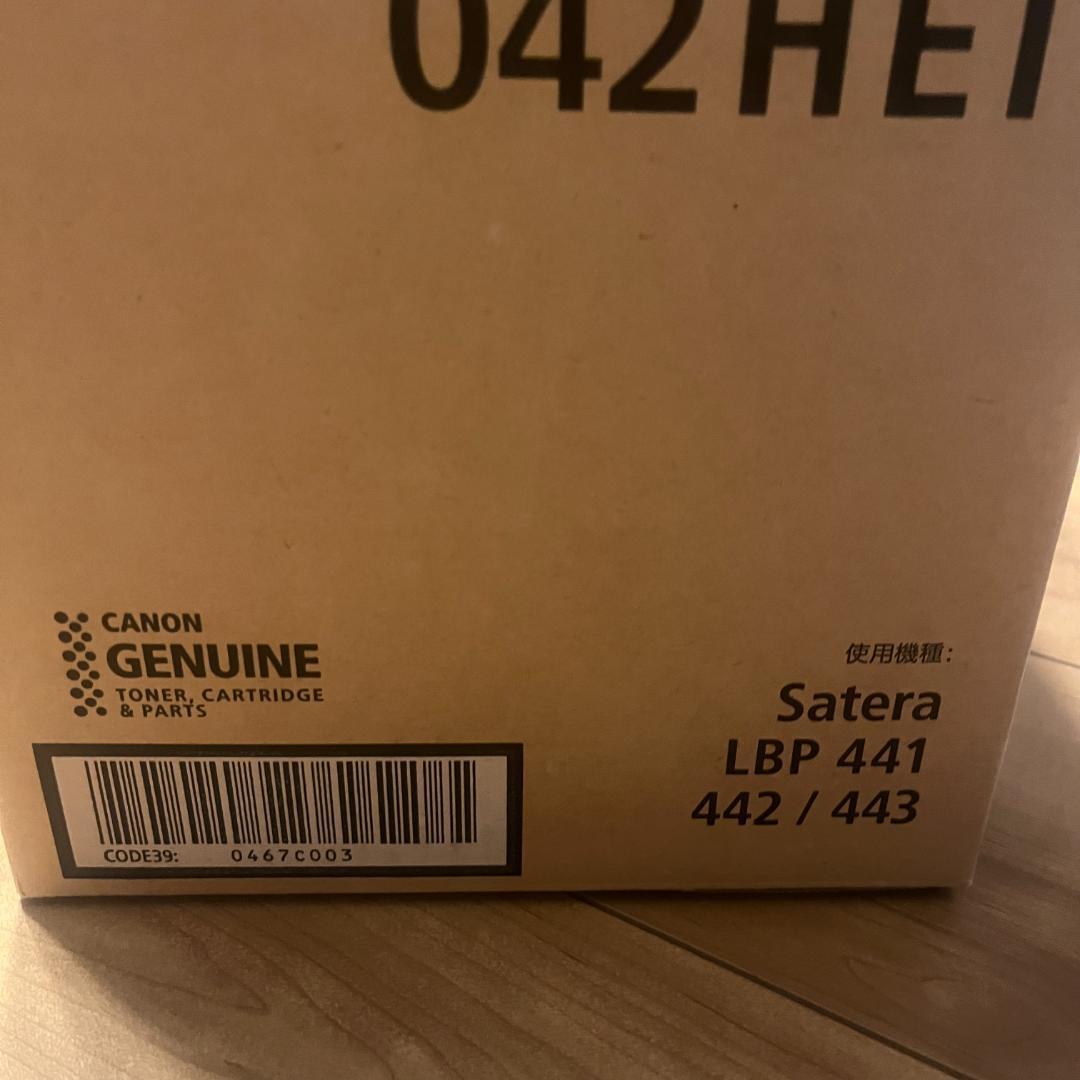 042HE
CANON
GENUINE
TONER, CARTRIDGE
& PARTS
CODE39: 0467C003
使用機種:
Satera
LBP 441
442 / 443